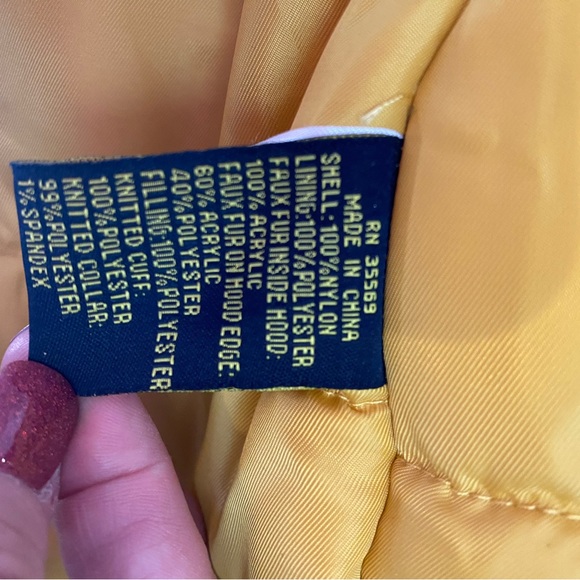 RN 35569
MADE IN CHINA
SHELL: 100% NYLON
LINING: 100% POLYESTER
FAUX FUR INSIDE HOOD:
100% ACRYLIC
FAUX FUR ON HOOD EDGE:
60% ACRYLIC
40% POLYESTER
FILLING: 100% POLYESTER
KNITTED CUFF:
100% POLYESTER
KNITTED COLLAR:
99% POLYESTER
1% SPANDEX